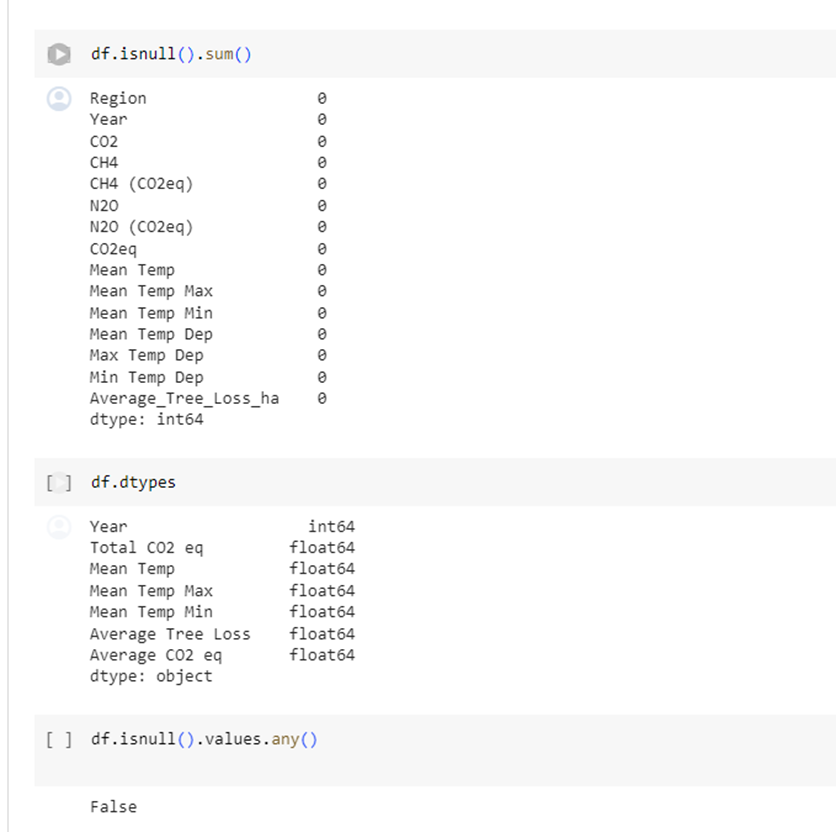 df.isnull().sum()
Region 0
Year 0
CO2 0
CH4 0
CH4 (CO2eq) 0
N2O 0
N2O (CO2eq) 0
CO2eq 0
Mean Temp 0
Mean Temp Max 0
Mean Temp Min 0
Mean Temp Dep 0
Max Temp Dep 0
Min Temp Dep 0
Average_Tree_Loss_ha 0
dtype: int64
[ ] df.dtypes
Year int64
Total CO2 eq float64
Mean Temp float64
Mean Temp Max float64
Mean Temp Min float64
Average Tree Loss float64
Average CO2 eq float64
dtype: object
[ ] df.isnull().values.any()
False